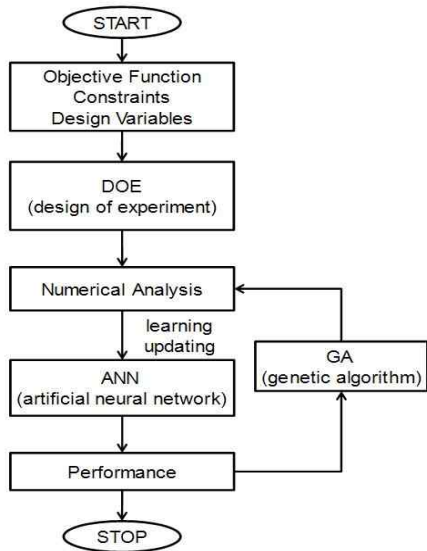 START
Objective Function
Constraints
Design Variables
DOE
(design of experiment)
Numerical Analysis
learning
updating
ANN
(artificial neural network)
GA
(genetic algorithm)
Performance
STOP